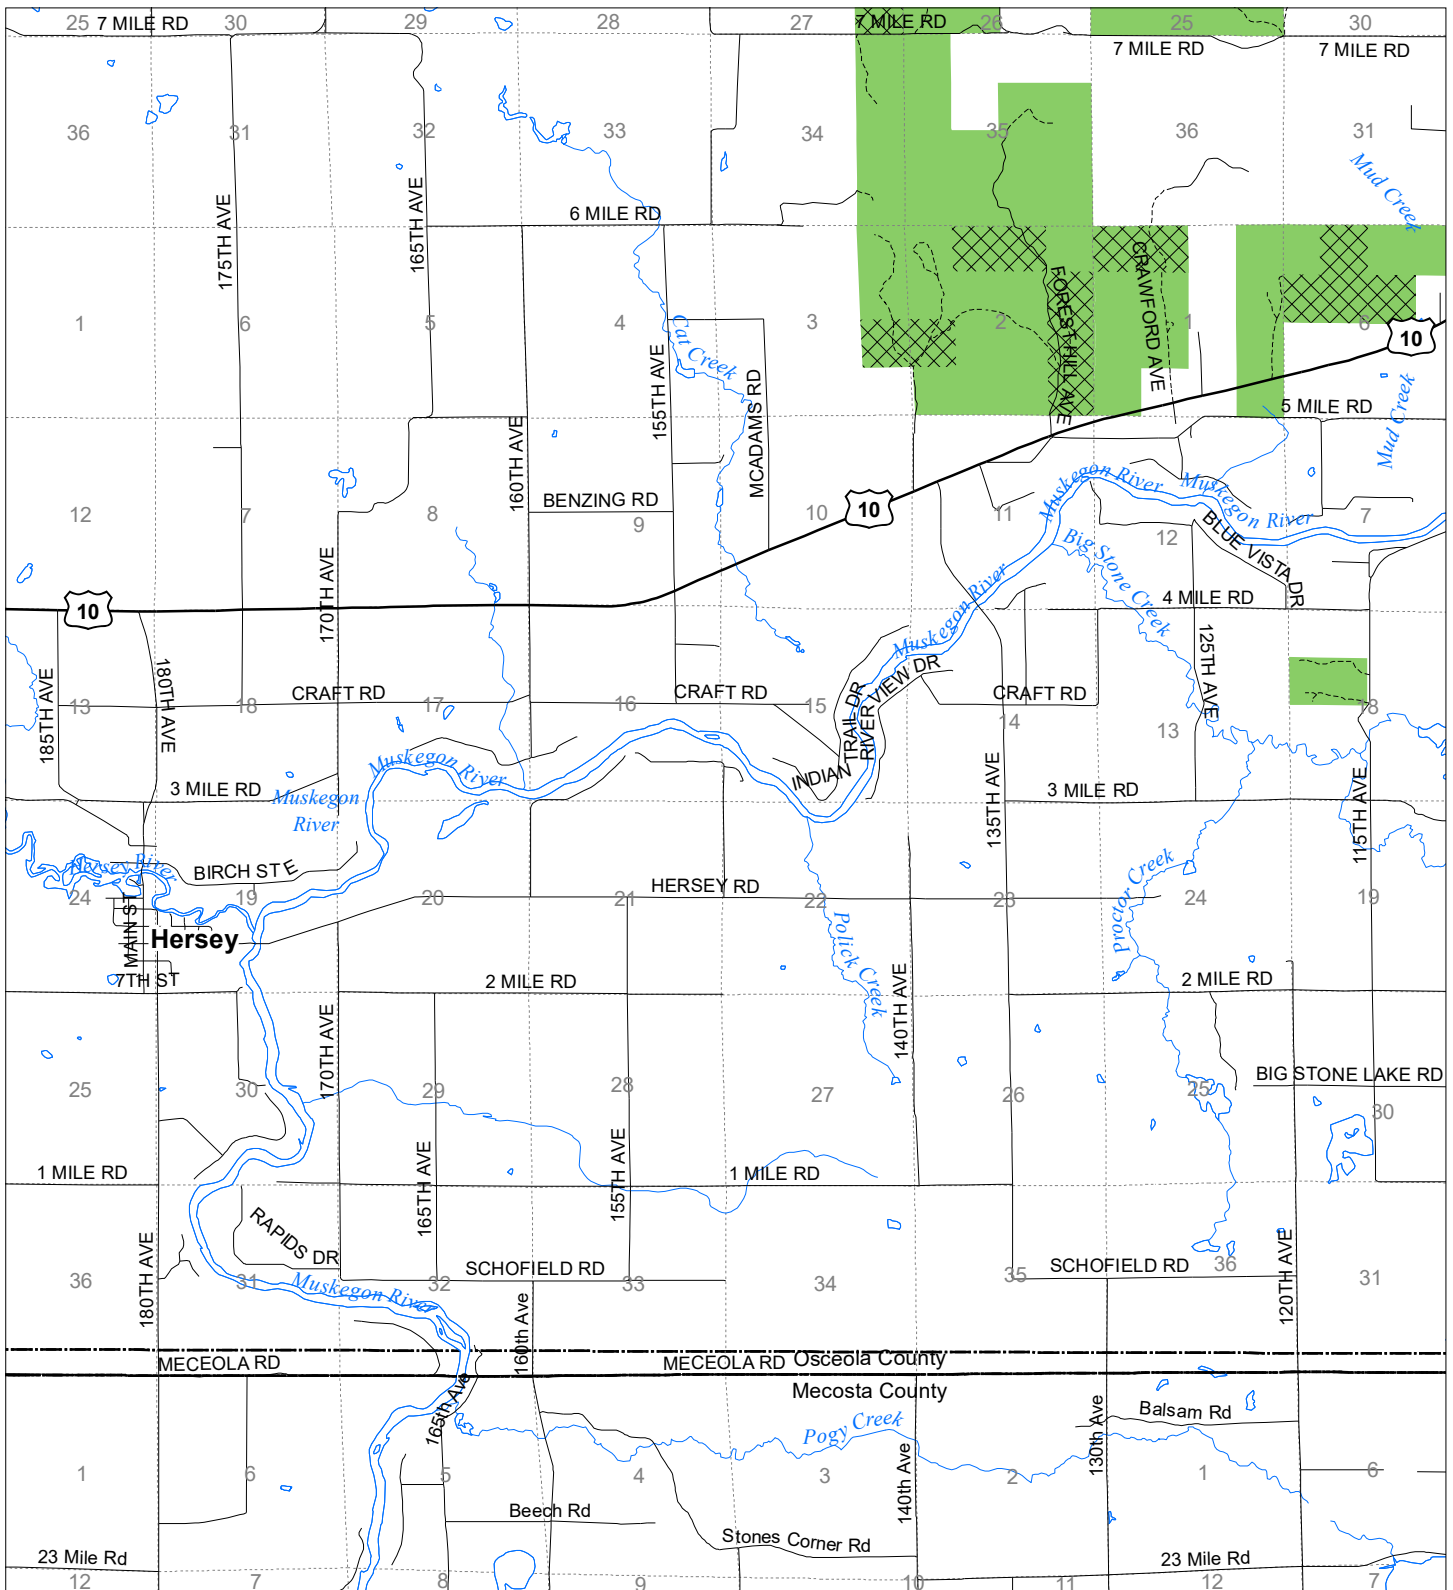 25
7 MILE RD
30
29
28
27
7 MILE RD
26
25
30
7 MILE RD
7 MILE RD
36
31
32
33
34
35
36
31
Mud Creek
175TH AVE
165TH AVE
6 MILE RD
FOREST HILL AVE
CRAWFORD AVE
1
6
5
4
Cat Creek
3
2
1
6
10
155TH AVE
MCADAMS RD
Mud Creek
5 MILE RD
160TH AVE
BENZING RD
12
7
8
9
10
10
11
Muskegon River
Muskegon River
Muskegon River
Muskegon River
7
12
BLUE VISTA DR
Big Stone Creek
10
170TH AVE
4 MILE RD
Muskegon River
125TH AVE
185TH AVE
180TH AVE
13
18
CRAFT RD
17
16
CRAFT RD
15
INDIAN TRAIL DR
RIVER VIEW DR
CRAFT RD
14
13
18
Muskegon River
3 MILE RD
Muskegon
River
135TH AVE
3 MILE RD
115TH AVE
Hersey River
BIRCH ST E
24
19
20
21
HERSEY RD
22
23
24
19
Proctor Creek
MAIN ST
Hersey
Polick Creek
7TH ST
2 MILE RD
140TH AVE
2 MILE RD
170TH AVE
25
30
29
28
27
26
25
BIG STONE LAKE RD
30
1 MILE RD
165TH AVE
155TH AVE
1 MILE RD
RAPIDS DR
180TH AVE
36
31
Muskegon River
32
SCHOFIELD RD
33
34
35
SCHOFIELD RD
36
120TH AVE
31
160th Ave
MECEOLA RD
MECEOLA RD
Osceola County
Mecosta County
165th Ave
Pogy Creek
130th Ave
Balsam Rd
1
6
5
4
3
140th Ave
2
1
6
Beech Rd
Stones Corner Rd
23 Mile Rd
23 Mile Rd
12
7
8
9
10
11
12
7